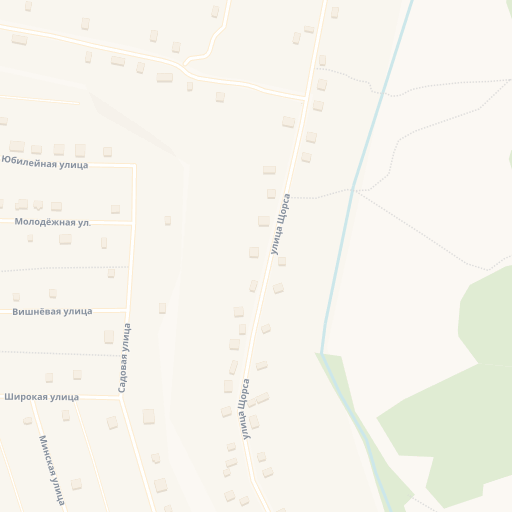 Юбилейная улица
Молодёжная ул.
улица Щорса
Вишнёвая улица
Садовая улица
Широкая улица
улица Щорса
Минская улица